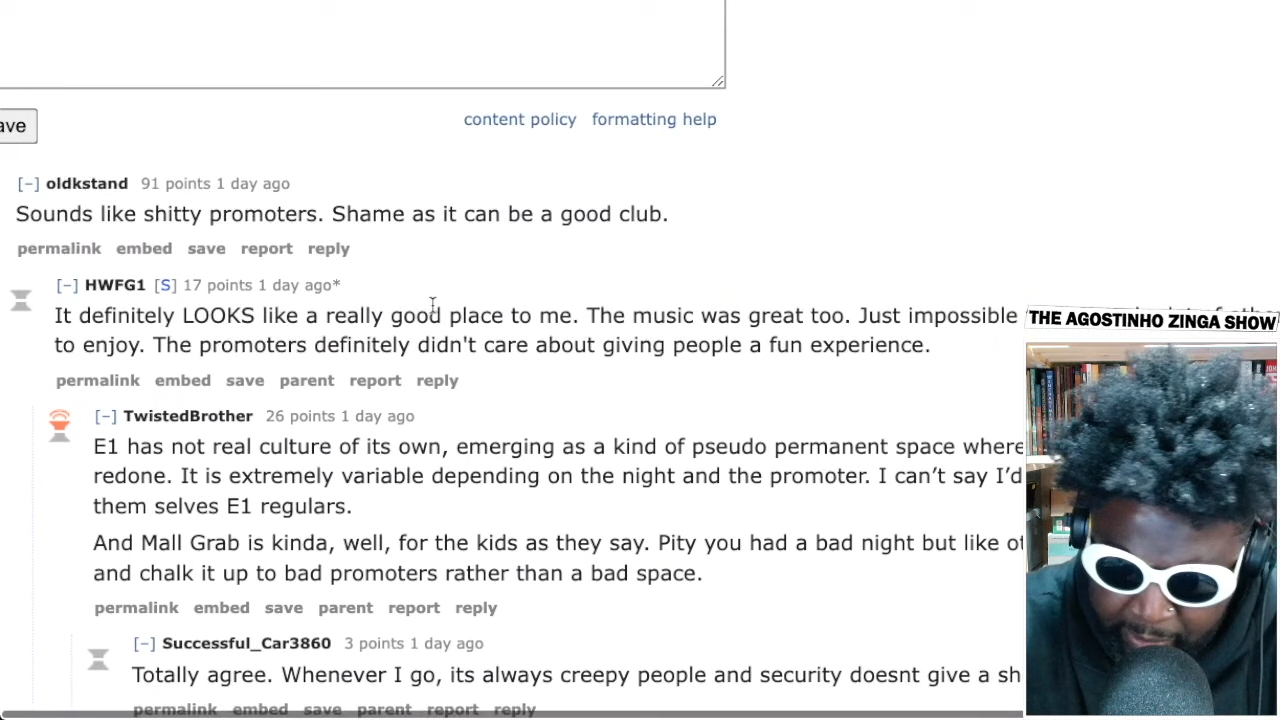 ave
content policy formatting help
[–] oldkstand 91 points 1 day ago
Sounds like shitty promoters. Shame as it can be a good club.
permalink embed save report reply
[–] HWFG1 [S] 17 points 1 day ago*
It definitely LOOKS like a really good place to me. The music was great too. Just impossible
to enjoy. The promoters definitely didn't care about giving people a fun experience.
THE AGOSTINHO ZINGA SHOW
permalink embed save parent report reply
[–] TwistedBrother 26 points 1 day ago
E1 has not real culture of its own, emerging as a kind of pseudo permanent space where
redone. It is extremely variable depending on the night and the promoter. I can’t say I’d
them selves E1 regulars.
And Mall Grab is kinda, well, for the kids as they say. Pity you had a bad night but like
and chalk it up to bad promoters rather than a bad space.
permalink embed save parent report reply
[–] Successful_Car3860 3 points 1 day ago
Totally agree. Whenever I go, its always creepy people and security doesnt give a
permalink embed save parent report reply